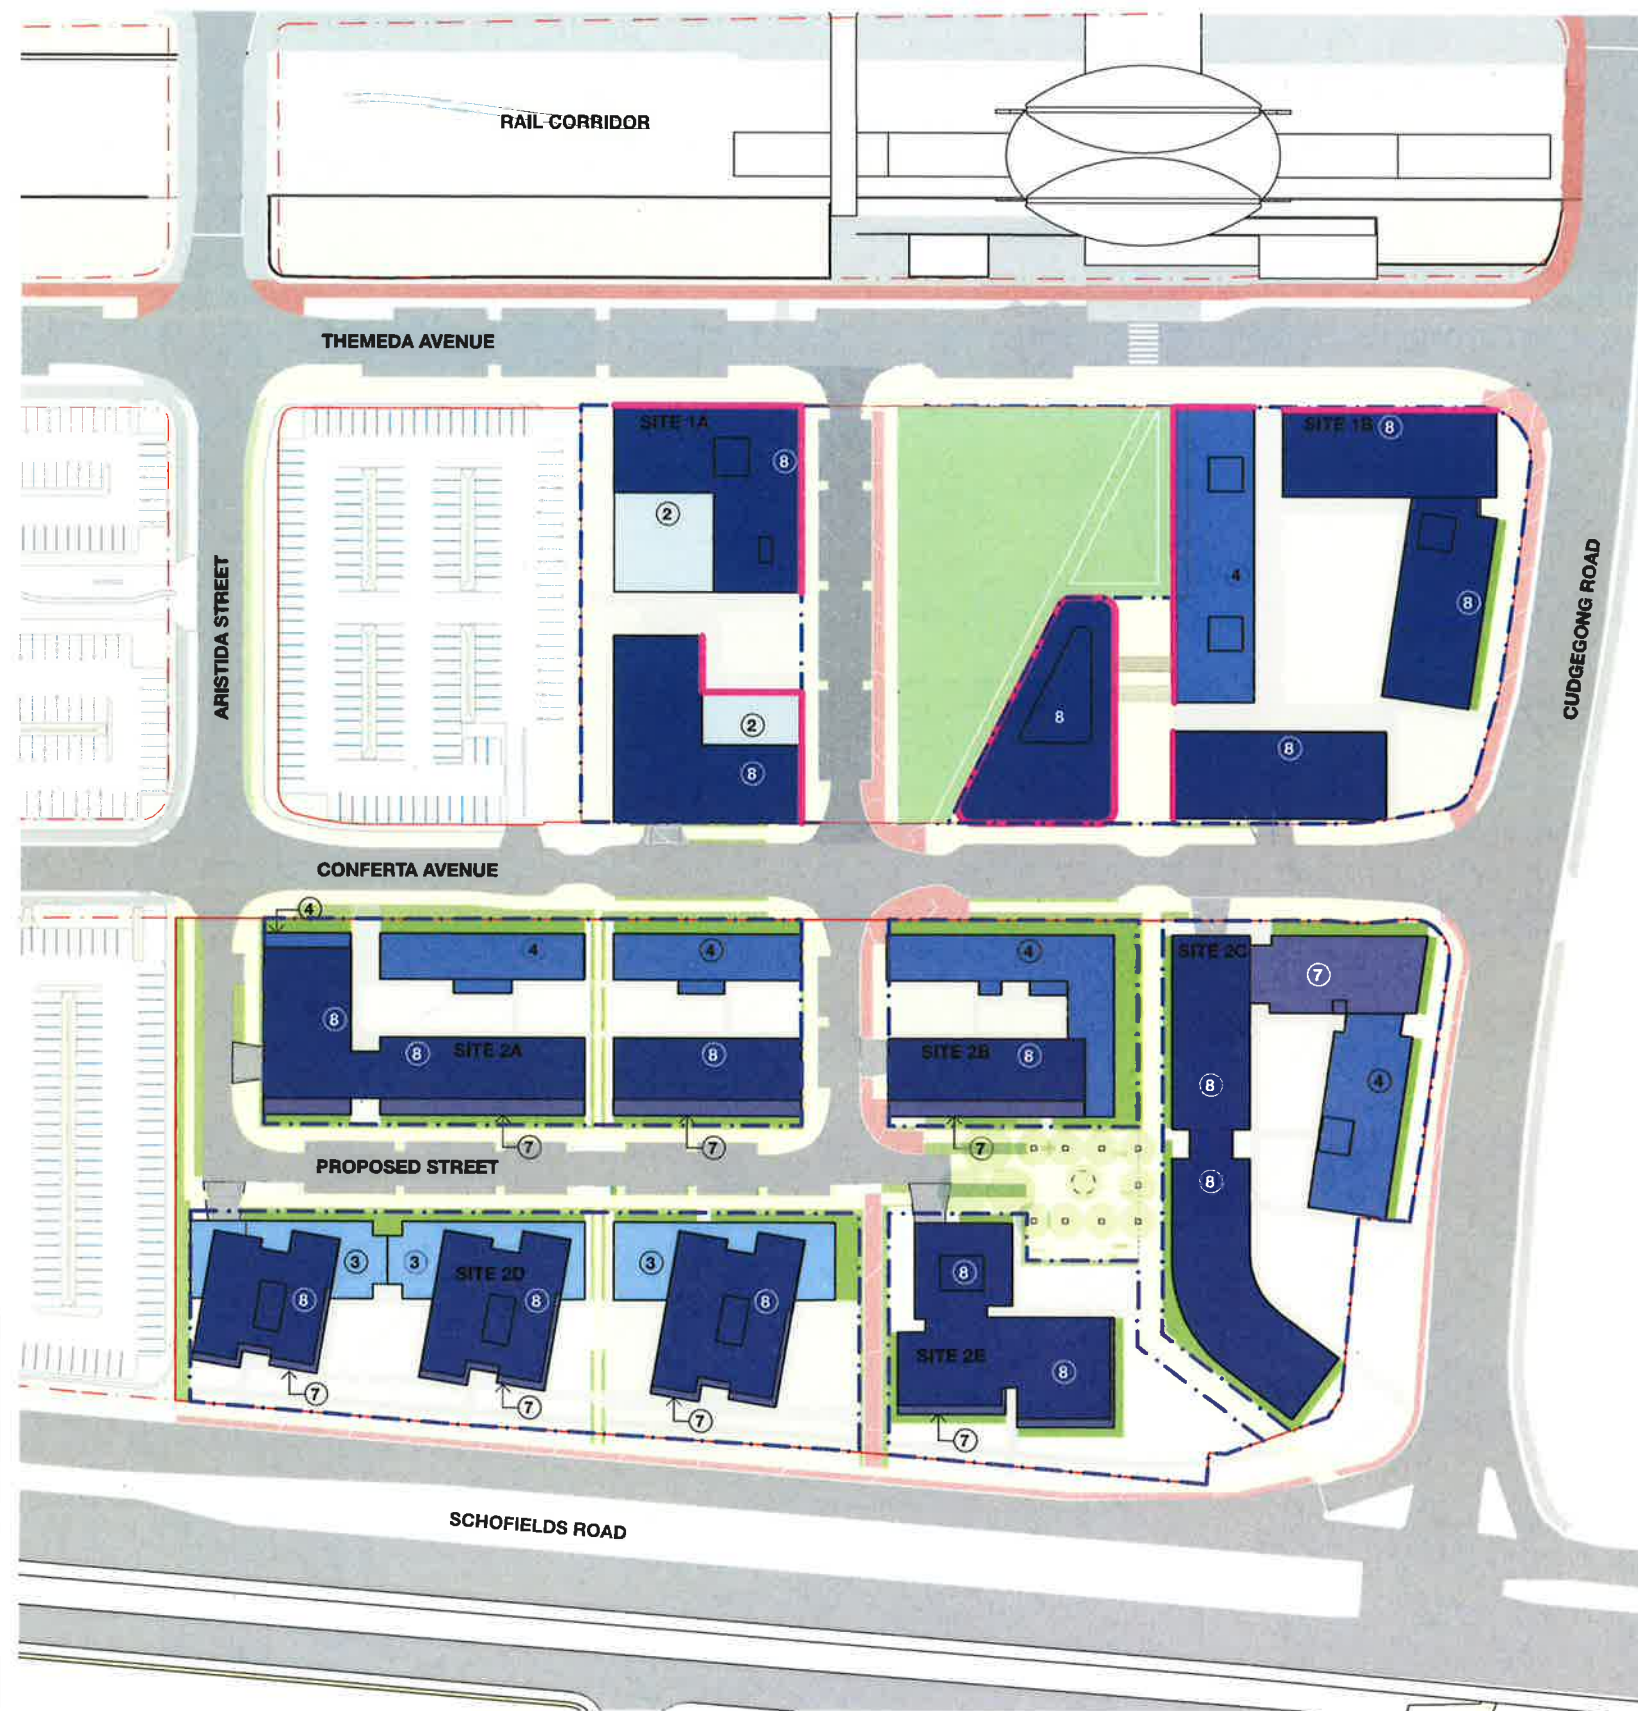 RAIL CORRIDOR
THEMEDA AVENUE
SITE 1A
8
2
2
8
SITE 1B 8
4
8
8
8
ARISTIDA STREET
CUDGEGONG ROAD
CONFERTA AVENUE
4
4
4
4
8
8
SITE 2A
8
SITE 2B
8
7
7
7
SITE 2C
7
4
8
8
PROPOSED STREET
3
3
3
SITE 2D
8
8
8
8
7
7
7
SITE 2E
8
7
SCHOFIELDS ROAD